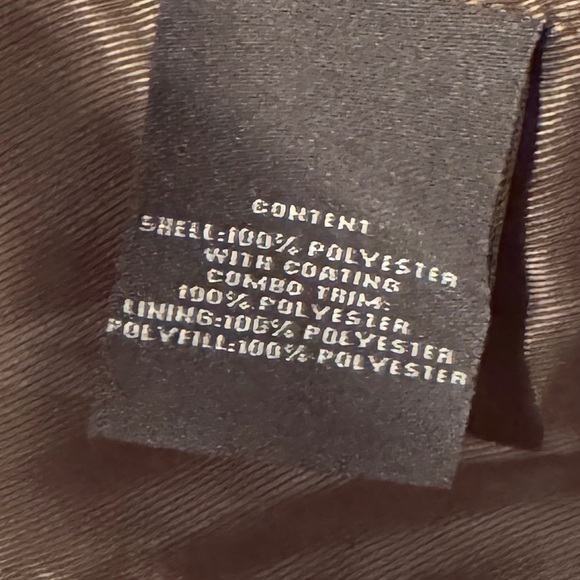 CONTENT
SHELL:100% POLYESTER
WITH COATING
COMBO TRIM:
100% POLYESTER
LINING:100% POLYESTER
POLYFILL:100% POLYESTER